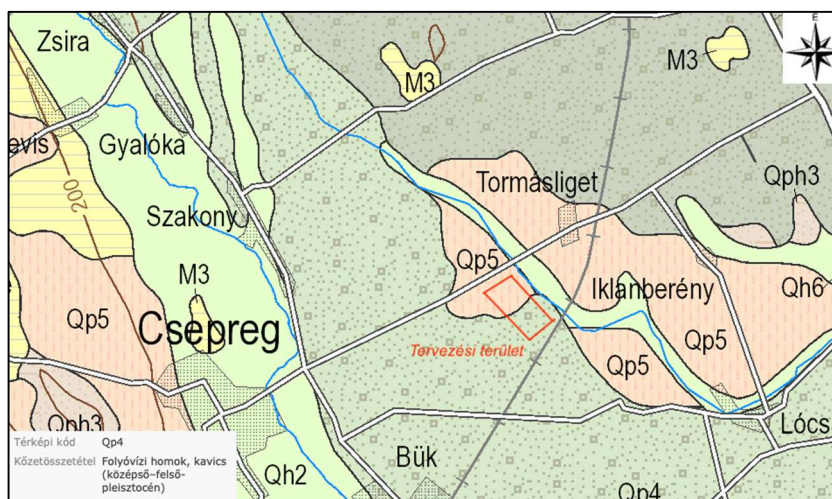 E
Zsira
M3
M3
evis
Gyalóka
200
Tormásliget
Qph3
Szakony
M3
Qp5
Iklanberény
Qh6
Qp5
Csepreg
Tervezési terület
Qp5
Qp5
Qph3
Lócs
Bük
Qh2
Qp4
Térképi kód Qp4
Kőzetösszététel Folyóvízi homok, kavics
(középső–felső-
pleisztocén)